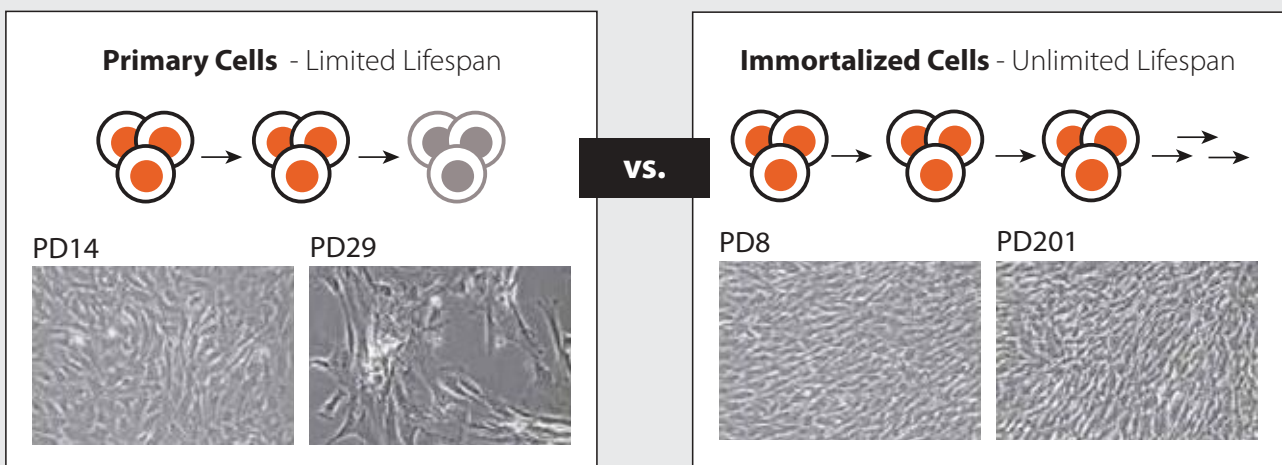 Primary Cells - Limited Lifespan
PD14
PD29
vs.
Immortalized Cells - Unlimited Lifespan
PD8
PD201